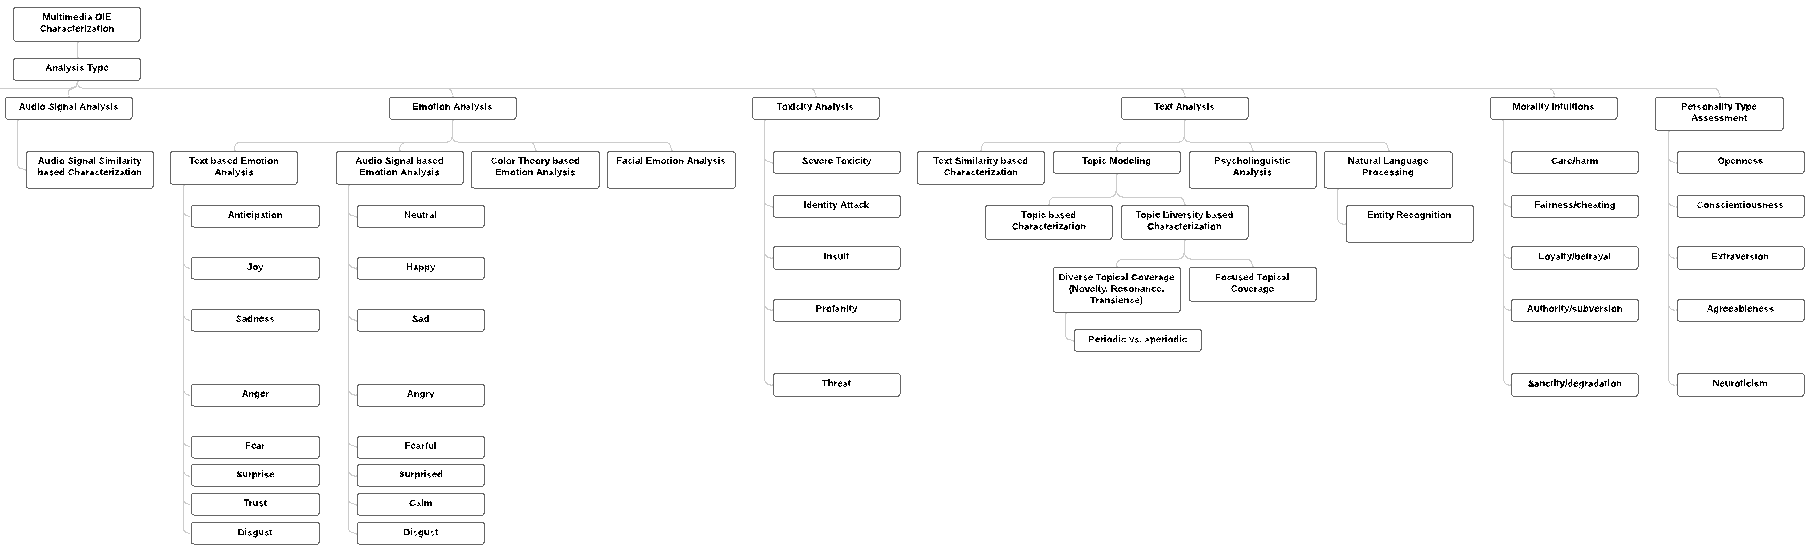 Multimedia OIE
Characterization
Analysis Type
Audio Signal Analysis
Emotion Analysis
Toxicity Analysis
Text Analysis
Morality Intuitions
Personality Type
Assessment
Audio Signal Similarity
based Characterization
Text based Emotion
Analysis
Audio Signal based
Emotion Analysis
Color Theory based
Emotion Analysis
Facial Emotion Analysis
Severe Toxicity
Text Similarity based
Characterization
Topic Modeling
Psycholinguistic
Analysis
Natural Language
Processing
Care/harm
Openness
Anticipation
Neutral
Identity Attack
Topic based
Characterization
Topic Diversity based
Characterization
Entity Recognition
Fairness/cheating
Conscientiousness
Joy
Happy
Insult
Diverse Topical Coverage
(Novelty, Resonance,
Transience)
Focused Topical
Coverage
Loyalty/betrayal
Extraversion
Sadness
Sad
Profanity
Periodic vs. aperiodic
Authority/subversion
Agreeableness
Anger
Angry
Threat
Sanctity/degradation
Neuroticism
Fear
Fearful
Surprise
Surprised
Trust
Calm
Disgust
Disgust